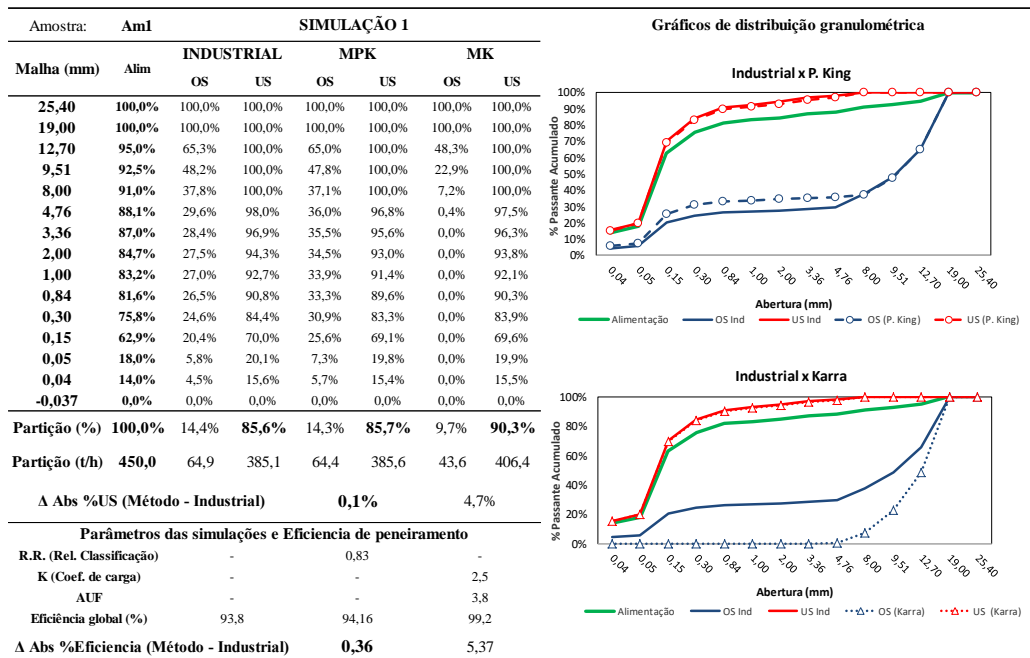 Amostra: Am1 SIMULAÇÃO 1
Malha (mm) Alim INDUSTRIAL MPK MK
OS US OS US OS US
25,40 100,0% 100,0% 100,0% 100,0% 100,0% 100,0% 100,0%
19,00 100,0% 100,0% 100,0% 100,0% 100,0% 100,0% 100,0%
12,70 95,0% 65,3% 100,0% 65,0% 100,0% 48,3% 100,0%
9,51 92,5% 48,2% 100,0% 47,8% 100,0% 22,9% 100,0%
8,00 91,0% 37,8% 100,0% 37,1% 100,0% 7,2% 100,0%
4,76 88,1% 29,6% 98,0% 36,0% 96,8% 0,4% 97,5%
3,36 87,0% 28,4% 96,9% 35,5% 95,6% 0,0% 96,3%
2,00 84,7% 27,5% 94,3% 34,5% 93,0% 0,0% 93,8%
1,00 83,2% 27,0% 92,7% 33,9% 91,4% 0,0% 92,1%
0,84 81,6% 26,5% 90,8% 33,3% 89,6% 0,0% 90,3%
0,30 75,8% 24,6% 84,4% 30,9% 83,3% 0,0% 83,9%
0,15 62,9% 20,4% 70,0% 25,6% 69,1% 0,0% 69,6%
0,05 18,0% 5,8% 20,1% 7,3% 19,8% 0,0% 19,9%
0,04 14,0% 4,5% 15,6% 5,7% 15,4% 0,0% 15,5%
-0,037 0,0% 0,0% 0,0% 0,0% 0,0% 0,0% 0,0%
Partição (%) 100,0% 14,4% 85,6% 14,3% 85,7% 9,7% 90,3%
Partição (t/h) 450,0 64,9 385,1 64,4 385,6 43,6 406,4
Δ Abs %US (Método - Industrial) 0,1% 4,7%
Parâmetros das simulações e Eficiencia de peneiramento
R.R. (Rel. Classificação) - 0,83 -
K (Coef. de carga) - - 2,5
AUF - - 3,8
Eficiência global (%) 93,8 94,16 99,2
Δ Abs %Eficiencia (Método - Industrial) 0,36 5,37
Gráficos de distribuição granulométrica
Industrial x P. King
% Passante Acumulado
100%
90%
80%
70%
60%
50%
40%
30%
20%
10%
0%
0,04 0,05 0,15 0,30 0,84 1,00 2,00 3,36 4,76 8,00 9,51 12,70 19,00 25,40
Abertura (mm)
Alimentação OS Ind US Ind OS (P. King) US (P. King)
Industrial x Karra
% Passante Acumulado
100%
80%
60%
40%
20%
0%
0,04 0,05 0,15 0,30 0,84 1,00 2,00 3,36 4,76 8,00 9,51 12,70 19,00 25,40
Abertura (mm)
Alimentação OS Ind US Ind OS (Karra) US (Karra)